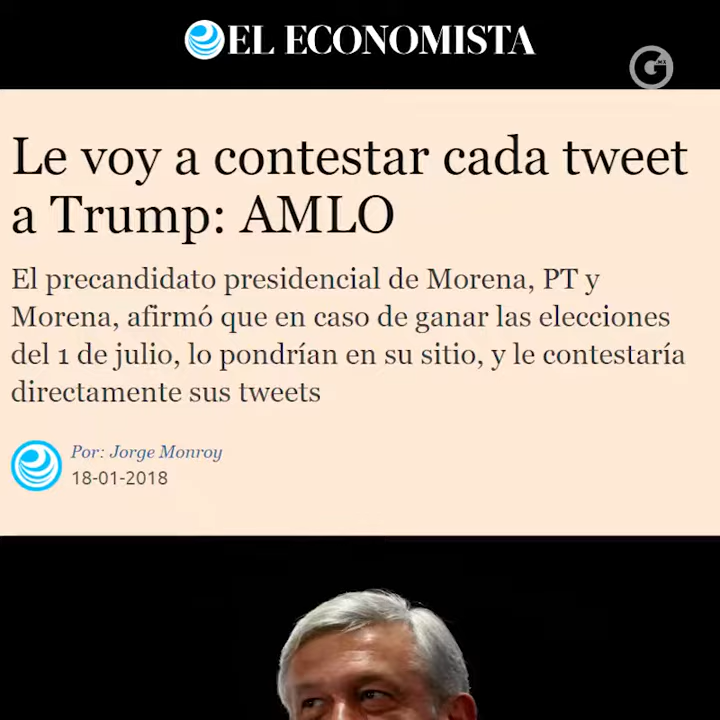 EL ECONOMISTA
G.MX
Le voy a contestar cada tweet
a Trump: AMLO
El precandidato presidencial de Morena, PT y
Morena, afirmó que en caso de ganar las elecciones
del 1 de julio, lo pondrían en su sitio, y le contestaría
directamente sus tweets
Por: Jorge Monroy
18-01-2018